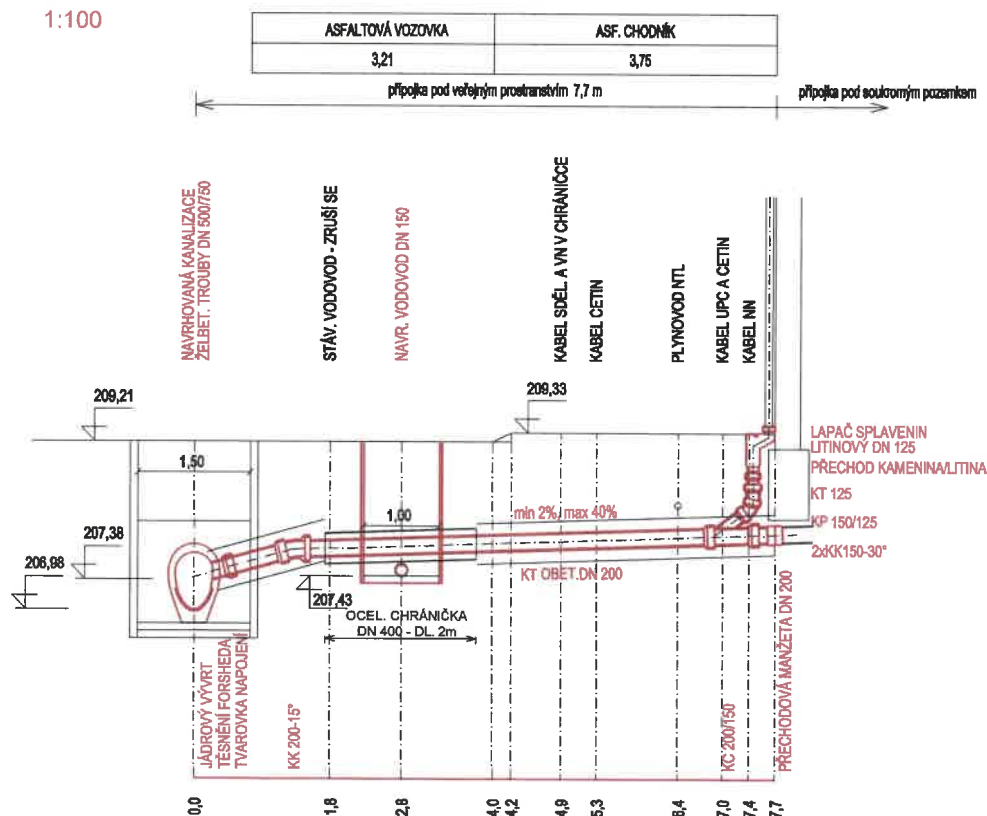 1:100
ASFALTOVÁ VOZOVKA
ASF. CHODNÍK
3,21
3,75
přípojka pod veřejným prostranstvím 7,7 m
přípojka pod soukromým pozemkem
NAVRHOVANÁ KANALIZACE
ŽELBET. TROUBY DN 500/750
STÁV. VODOVOD - ZRUŠÍ SE
NAVR. VODOVOD DN 150
KABEL SDĚL. A VN V CHRÁNIČCE
KABEL CETIN
PLYNOVOD NTL
KABEL UPC A CETIN
KABEL NN
209,21
209,33
LAPAČ SPLAVENIN
LITINOVÝ DN 125
PŘECHOD KAMENINA/LITINA
KT 125
KP 150/125
2xKK150-30°
1,50
1,00
min 2%, max 40%
207,38
206,98
207,43
KT OBET.DN 200
OCEL. CHRÁNIČKA
DN 400 - DL. 2m
JÁDROVÝ VÝVRT
TĚSNĚNÍ FORSHEDA
TVAROVKA NAPOJENÍ
KK 200-15°
KC 200/150
PŘECHODOVÁ MANŽETA DN 200
0,0
1,8
2,8
4,0
4,2
4,9
5,3
6,4
7,0
7,4
7,7